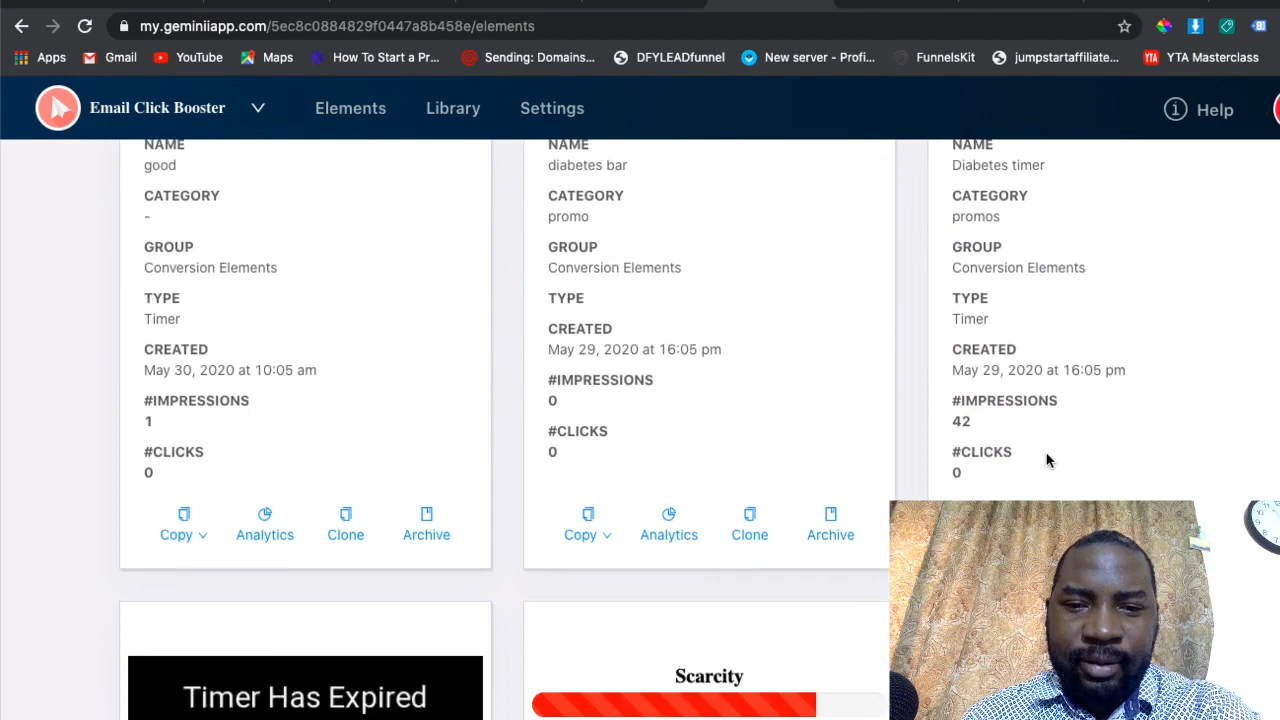 my.geminiiapp.com/5ec8c0884829f0447a8b458e/elements
Apps Gmail YouTube Maps How To Start a Pr... Sending: Domains... DFYLEADfunnel New server - Profi... FunnelsKit jumpstartaffiliate... YTA Masterclass
Email Click Booster Elements Library Settings Help
NAME
good
CATEGORY
-
GROUP
Conversion Elements
TYPE
Timer
CREATED
May 30, 2020 at 10:05 am
#IMPRESSIONS
1
#CLICKS
0
Copy Analytics Clone Archive
NAME
diabetes bar
CATEGORY
promo
GROUP
Conversion Elements
TYPE
CREATED
May 29, 2020 at 16:05 pm
#IMPRESSIONS
0
#CLICKS
0
Copy Analytics Clone Archive
NAME
Diabetes timer
CATEGORY
promos
GROUP
Conversion Elements
TYPE
Timer
CREATED
May 29, 2020 at 16:05 pm
#IMPRESSIONS
42
#CLICKS
0
Timer Has Expired
Scarcity